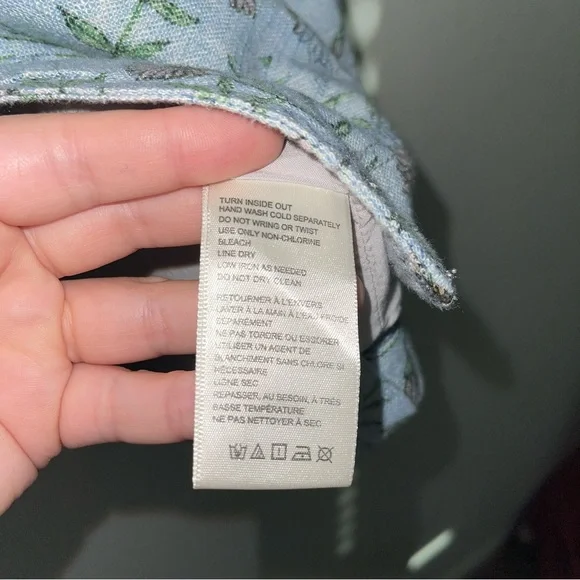 TURN INSIDE OUT
HAND WASH COLD SEPARATELY
DO NOT WRING OR TWIST
USE ONLY NON-CHLORINE
BLEACH
LINE DRY
LOW IRON AS NEEDED
DO NOT DRY CLEAN
RETOURNER À L'ENVERS
LAVER À LA MAIN À L'EAU FROIDE
SÉPARÉMENT
NE PAS TORDRE OU ESSORER
UTILISER UN AGENT DE
BLANCHIMENT SANS CHLORE SI
NÉCESSAIRE
LIGNE SEC
REPASSER, AU BESOIN, À TRÈS
BASSE TEMPÉRATURE
NE PAS NETTOYER À SEC